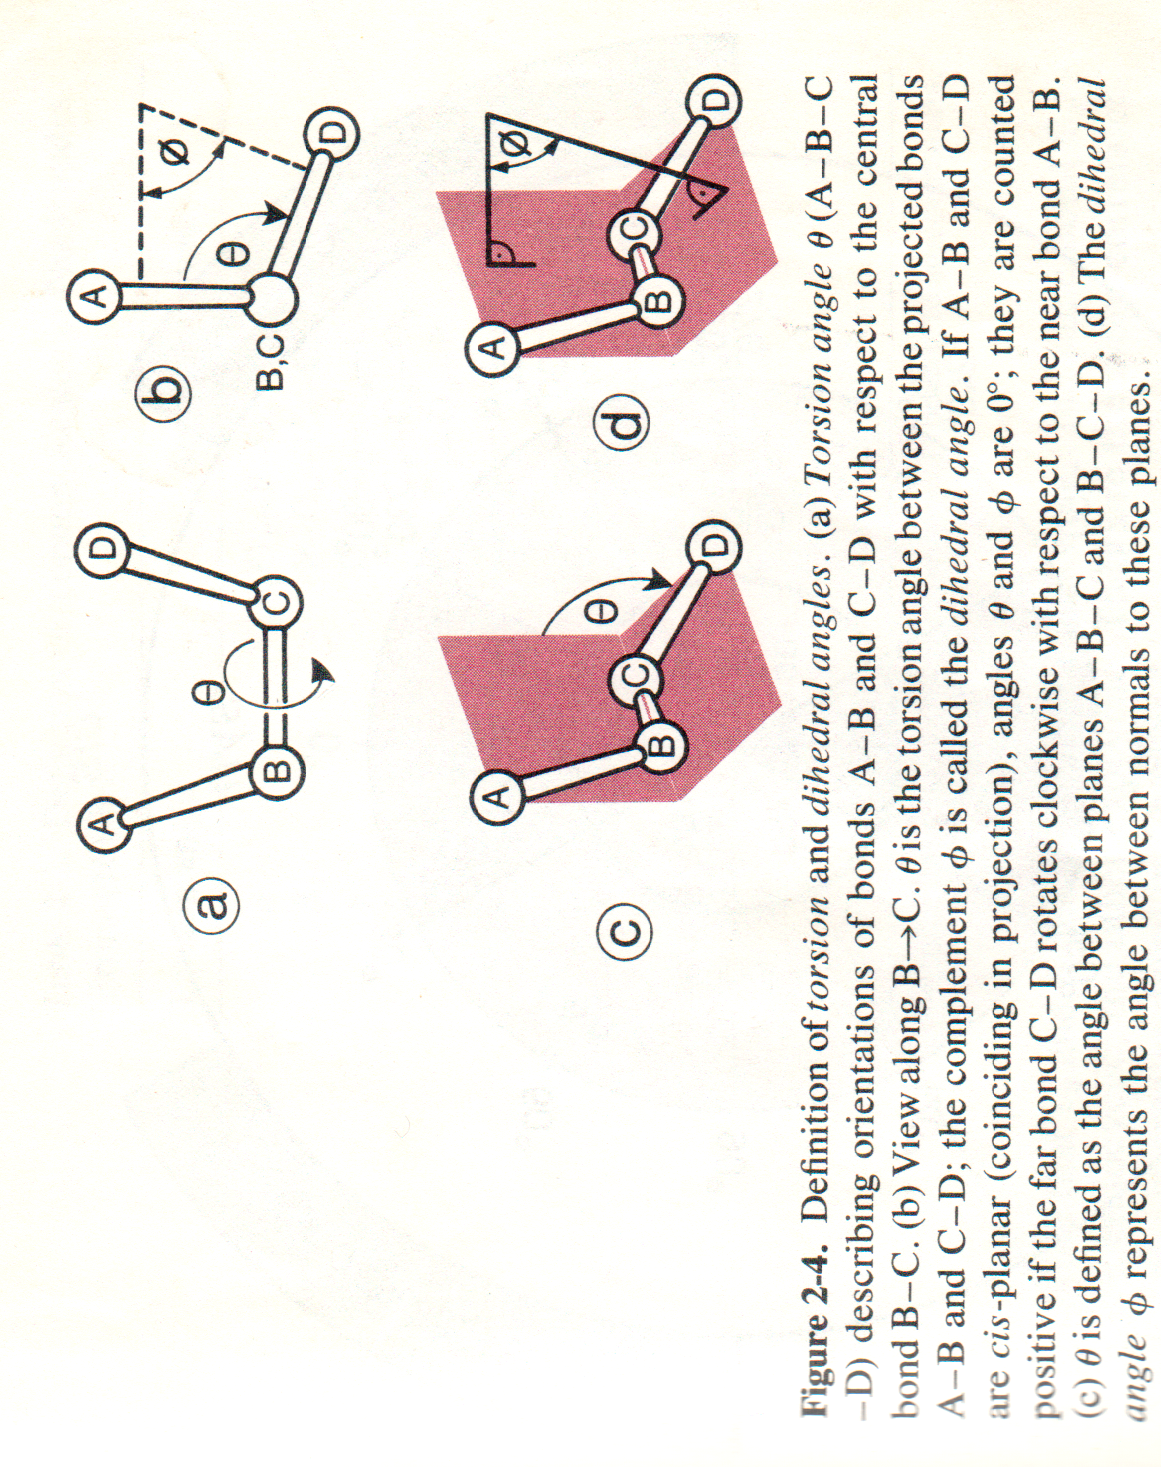 A
D
θ
B
C
a
A
Ø
θ
B,C
D
b
A
θ
B
C
D
c
A
Ø
B
C
D
d
Figure 2-4. Definition of torsion and dihedral angles. (a) Torsion angle θ (A–B–C
–D) describing orientations of bonds A–B and C–D with respect to the central
bond B–C. (b) View along B→C. θ is the torsion angle between the projected bonds
A–B and C–D; the complement ϕ is called the dihedral angle. If A–B and C–D
are cis-planar (coinciding in projection), angles θ and ϕ are 0°; they are counted
positive if the far bond C–D rotates clockwise with respect to the near bond A–B.
(c) θ is defined as the angle between planes A–B–C and B–C–D. (d) The dihedral
angle ϕ represents the angle between normals to these planes.